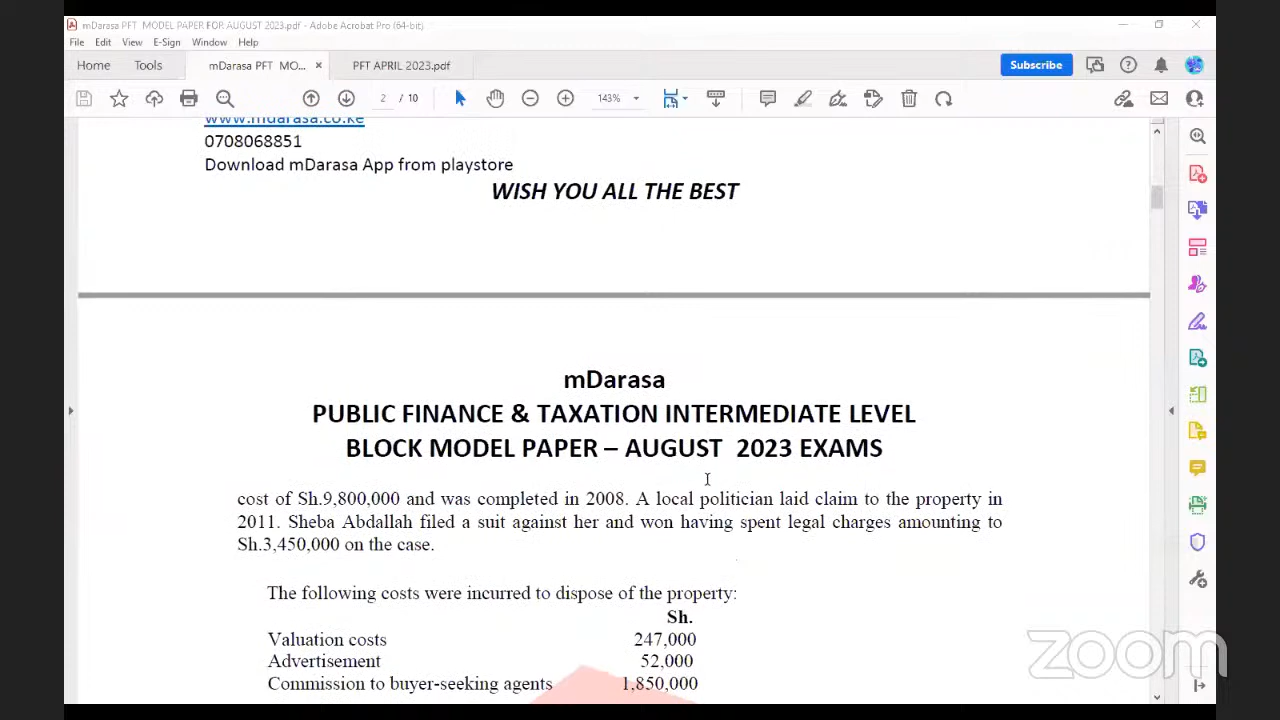 mDarasa PFT MODEL PAPER FOR AUGUST 2023.pdf - Adobe Acrobat Pro (64-bit)
File Edit View E-Sign Window Help
Home Tools mDarasa PFT MO... × PFT APRIL 2023.pdf Subscribe
2 / 10 143%
www.mdarasa.co.ke
0708068851
Download mDarasa App from playstore
WISH YOU ALL THE BEST
mDarasa
PUBLIC FINANCE & TAXATION INTERMEDIATE LEVEL
BLOCK MODEL PAPER – AUGUST 2023 EXAMS
cost of Sh.9,800,000 and was completed in 2008. A local politician laid claim to the property in
2011. Sheba Abdallah filed a suit against her and won having spent legal charges amounting to
Sh.3,450,000 on the case.
The following costs were incurred to dispose of the property:
Sh.
Valuation costs 247,000
Advertisement 52,000
Commission to buyer-seeking agents 1,850,000
zoom